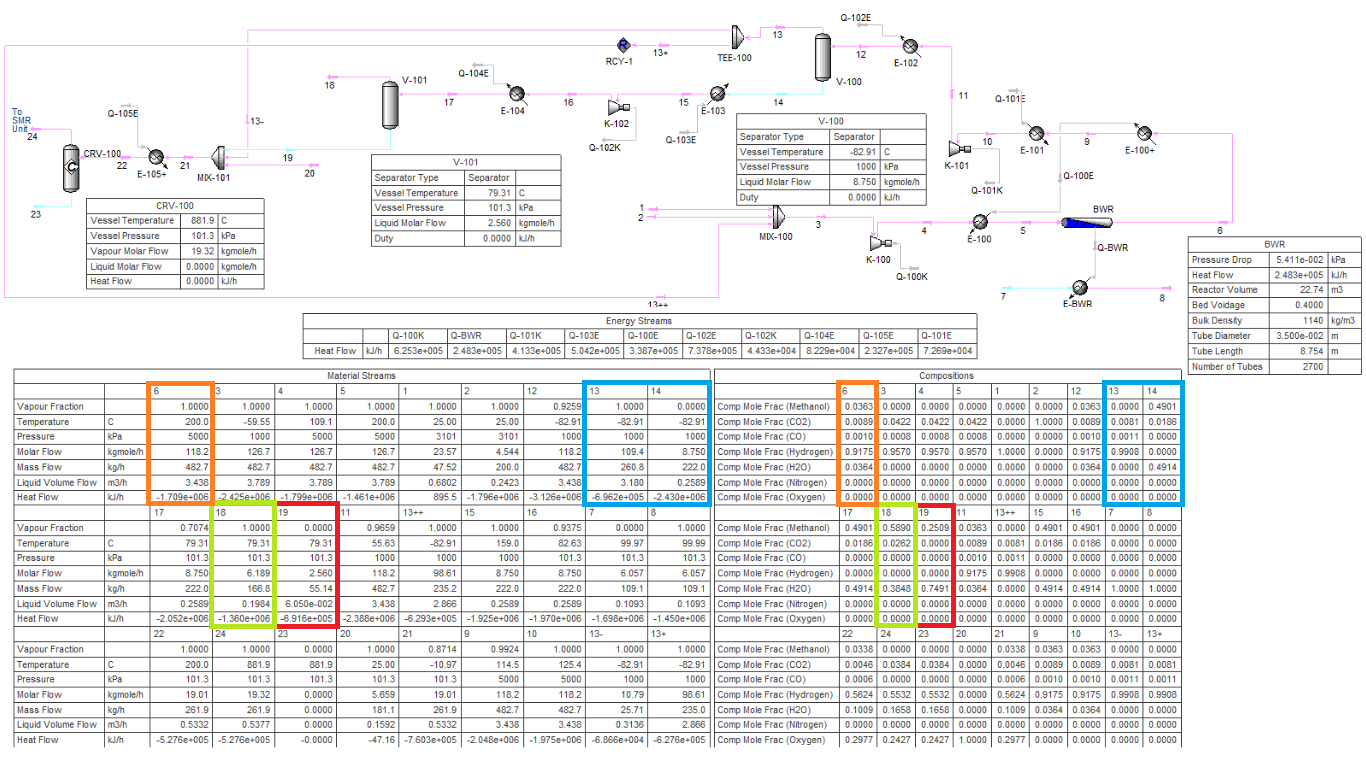 Q-102E
13
13+
RCY-1
TEE-100
12
V-100
E-102
18
V-101
Q-104E
17
E-104
16
K-102
Q-102K
15
E-103
14
Q-103E
11
Q-101E
K-101
10
Q-101K
E-101
9
E-100+
Q-100E
To
SMR
Unit
24
Q-105E
13-
CRV-100
22
E-105+
21
MIX-101
19
20
23
1
2
MIX-100
3
K-100
Q-100K
4
E-100
5
BWR
6
Q-BWR
7
E-BWR
8
13++
V-100
Separator Type Separator
Vessel Temperature -82.91 C
Vessel Pressure 1000 kPa
Liquid Molar Flow 8.750 kgmole/h
Duty 0.0000 kJ/h
V-101
Separator Type Separator
Vessel Temperature 79.31 C
Vessel Pressure 101.3 kPa
Liquid Molar Flow 2.560 kgmole/h
Duty 0.0000 kJ/h
CRV-100
Vessel Temperature 881.9 C
Vessel Pressure 101.3 kPa
Vapour Molar Flow 19.32 kgmole/h
Liquid Molar Flow 0.0000 kgmole/h
Heat Flow 0.0000 kJ/h
BWR
Pressure Drop 5.411e-002 kPa
Heat Flow 2.483e+005 kJ/h
Reactor Volume 22.74 m3
Bed Voidage 0.4000
Bulk Density 1140 kg/m3
Tube Diameter 3.500e-002 m
Tube Length 8.754 m
Number of Tubes 2700
Energy Streams
Q-100K Q-BWR Q-101K Q-103E Q-100E Q-102E Q-102K Q-104E Q-105E Q-101E
Heat Flow kJ/h 6.253e+005 2.483e+005 4.133e+005 5.042e+005 3.387e+005 7.378e+005 4.433e+004 8.229e+004 2.327e+005 7.269e+004
Material Streams
6 3 4 5 1 2 12 13 14
Vapour Fraction 1.0000 1.0000 1.0000 1.0000 1.0000 1.0000 0.9259 1.0000 0.0000
Temperature C 200.0 -59.55 109.1 200.0 25.00 25.00 -82.91 -82.91 -82.91
Pressure kPa 5000 1000 5000 5000 3101 3101 1000 1000 1000
Molar Flow kgmole/h 118.2 126.7 126.7 126.7 23.57 4.544 118.2 109.4 8.750
Mass Flow kg/h 482.7 482.7 482.7 482.7 47.52 200.0 482.7 260.8 222.0
Liquid Volume Flow m3/h 3.438 3.789 3.789 3.789 0.6802 0.2423 3.438 3.180 0.2589
Heat Flow kJ/h -1.709e+006 -2.425e+006 -1.799e+006 -1.461e+006 895.5 -1.796e+006 -3.126e+006 -6.962e+005 -2.430e+006
17 18 19 11 13++ 15 16 7 8
Vapour Fraction 0.7074 1.0000 0.0000 0.9659 1.0000 1.0000 0.9375 0.0000 1.0000
Temperature C 79.31 79.31 79.31 55.63 -82.91 159.0 82.63 99.97 99.99
Pressure kPa 101.3 101.3 101.3 1000 1000 1000 101.3 101.3 101.3
Molar Flow kgmole/h 8.750 6.189 2.560 118.2 98.61 8.750 8.750 6.057 6.057
Mass Flow kg/h 222.0 166.8 55.14 482.7 235.2 222.0 222.0 109.1 109.1
Liquid Volume Flow m3/h 0.2589 0.1984 6.050e-002 3.438 2.866 0.2589 0.2589 0.1093 0.1093
Heat Flow kJ/h -2.052e+006 -1.360e+006 -6.916e+005 -2.388e+006 -6.293e+005 -1.925e+006 -1.970e+006 -1.698e+006 -1.450e+006
22 24 23 20 21 9 10 13- 13+
Vapour Fraction 1.0000 1.0000 0.0000 1.0000 0.8714 0.9924 1.0000 1.0000 1.0000
Temperature C 200.0 881.9 881.9 25.00 -10.97 114.5 125.4 -82.91 -82.91
Pressure kPa 101.3 101.3 101.3 101.3 101.3 5000 5000 1000 1000
Molar Flow kgmole/h 19.01 19.32 0.0000 5.659 19.01 118.2 118.2 10.79 98.61
Mass Flow kg/h 261.9 261.9 0.0000 181.1 261.9 482.7 482.7 25.71 235.0
Liquid Volume Flow m3/h 0.5332 0.5377 0.0000 0.1592 0.5332 3.438 3.438 0.3136 2.866
Heat Flow kJ/h -5.276e+005 -5.276e+005 -0.0000 -47.16 -7.603e+005 -2.048e+006 -1.975e+006 -6.866e+004 -6.276e+005
Compositions
6 3 4 5 1 2 12 13 14
Comp Mole Frac (Methanol) 0.0363 0.0000 0.0000 0.0000 0.0000 0.0000 0.0363 0.0000 0.4901
Comp Mole Frac (CO2) 0.0089 0.0422 0.0422 0.0422 0.0000 1.0000 0.0089 0.0081 0.0186
Comp Mole Frac (CO) 0.0010 0.0008 0.0008 0.0008 0.0000 0.0000 0.0010 0.0011 0.0000
Comp Mole Frac (Hydrogen) 0.9175 0.9570 0.9570 0.9570 1.0000 0.0000 0.9175 0.9908 0.0000
Comp Mole Frac (H2O) 0.0364 0.0000 0.0000 0.0000 0.0000 0.0000 0.0364 0.0000 0.4914
Comp Mole Frac (Nitrogen) 0.0000 0.0000 0.0000 0.0000 0.0000 0.0000 0.0000 0.0000 0.0000
Comp Mole Frac (Oxygen) 0.0000 0.0000 0.0000 0.0000 0.0000 0.0000 0.0000 0.0000 0.0000
17 18 19 11 13++ 15 16 7 8
Comp Mole Frac (Methanol) 0.4901 0.5890 0.2509 0.0363 0.0000 0.4901 0.4901 0.0000 0.0000
Comp Mole Frac (CO2) 0.0186 0.0262 0.0000 0.0089 0.0081 0.0186 0.0186 0.0000 0.0000
Comp Mole Frac (CO) 0.0000 0.0000 0.0000 0.0010 0.0011 0.0000 0.0000 0.0000 0.0000
Comp Mole Frac (Hydrogen) 0.0000 0.0000 0.0000 0.9175 0.9908 0.0000 0.0000 0.0000 0.0000
Comp Mole Frac (H2O) 0.4914 0.3848 0.7491 0.0364 0.0000 0.4914 0.4914 1.0000 1.0000
Comp Mole Frac (Nitrogen) 0.0000 0.0000 0.0000 0.0000 0.0000 0.0000 0.0000 0.0000 0.0000
Comp Mole Frac (Oxygen) 0.0000 0.0000 0.0000 0.0000 0.0000 0.0000 0.0000 0.0000 0.0000
22 24 23 20 21 9 10 13- 13+
Comp Mole Frac (Methanol) 0.0338 0.0000 0.0000 0.0000 0.0338 0.0363 0.0363 0.0000 0.0000
Comp Mole Frac (CO2) 0.0046 0.0384 0.0384 0.0000 0.0046 0.0089 0.0089 0.0081 0.0081
Comp Mole Frac (CO) 0.0006 0.0000 0.0000 0.0000 0.0006 0.0010 0.0010 0.0011 0.0011
Comp Mole Frac (Hydrogen) 0.5624 0.5532 0.5532 0.0000 0.5624 0.9175 0.9175 0.9908 0.9908
Comp Mole Frac (H2O) 0.1009 0.1658 0.1658 0.0000 0.1009 0.0364 0.0364 0.0000 0.0000
Comp Mole Frac (Nitrogen) 0.0000 0.0000 0.0000 0.0000 0.0000 0.0000 0.0000 0.0000 0.0000
Comp Mole Frac (Oxygen) 0.2977 0.2427 0.2427 1.0000 0.2977 0.0000 0.0000 0.0000 0.0000